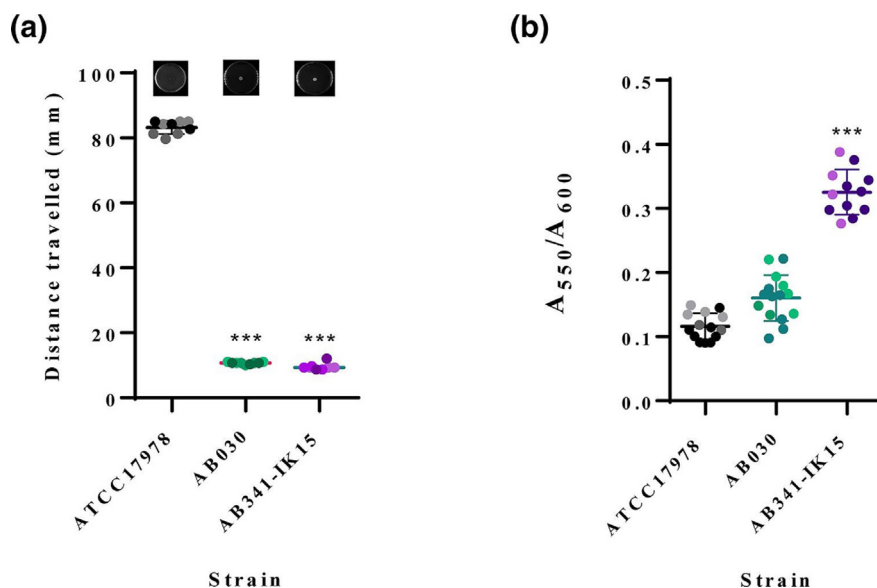 (a)
Distance travelled (mm)
100
80
60
40
20
0
***
***
ATCC17978
AB030
AB341-IK15
Strain
(b)
A550/A600
0.5
0.4
0.3
0.2
0.1
0.0
***
ATCC17978
AB030
AB341-IK15
Strain